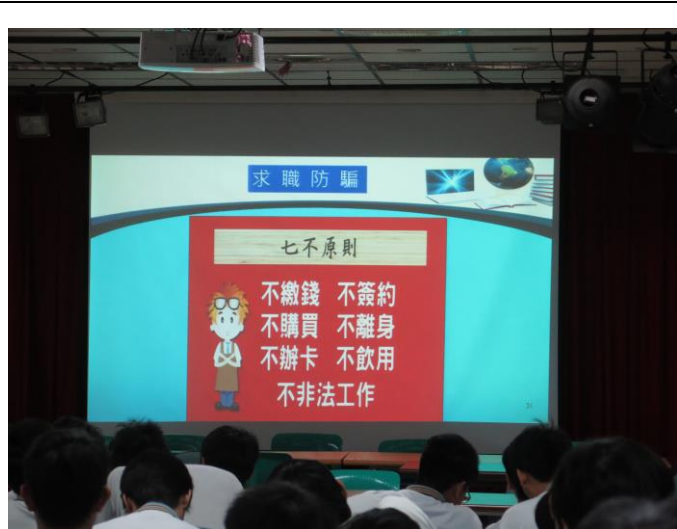 求職防騙
七不原則
不繳錢 不簽約
不購買 不離身
不辦卡 不飲用
不非法工作